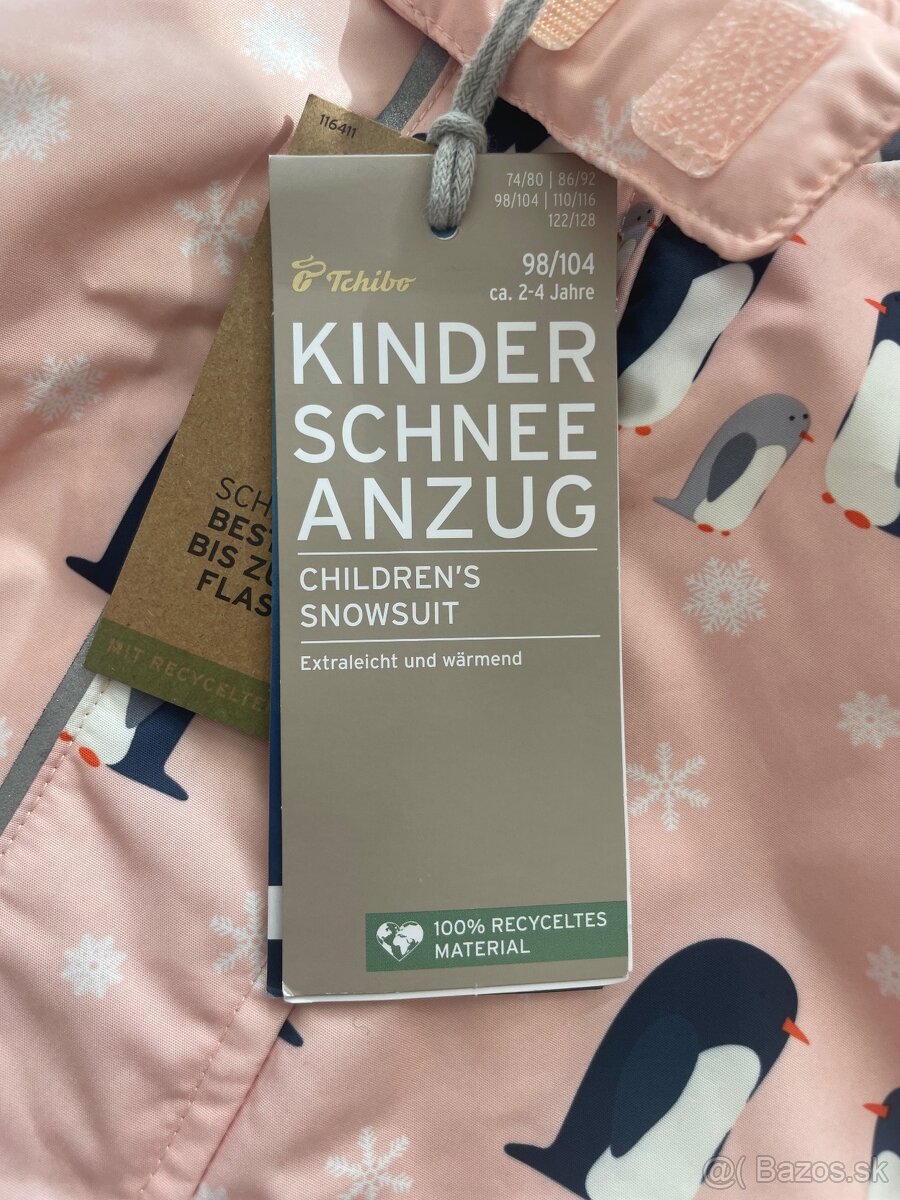 116411
74/80 | 86/92
98/104 | 110/116
122/128
Tchibo
98/104
ca. 2-4 Jahre
KINDER
SCHNEE
ANZUG
CHILDREN'S
SNOWSUIT
Extraleicht und wärmend
100% RECYCELTES
MATERIAL
SCH
BEST
BIS ZU
FLAS
MIT RECYCELTE
@( Bazos.sk